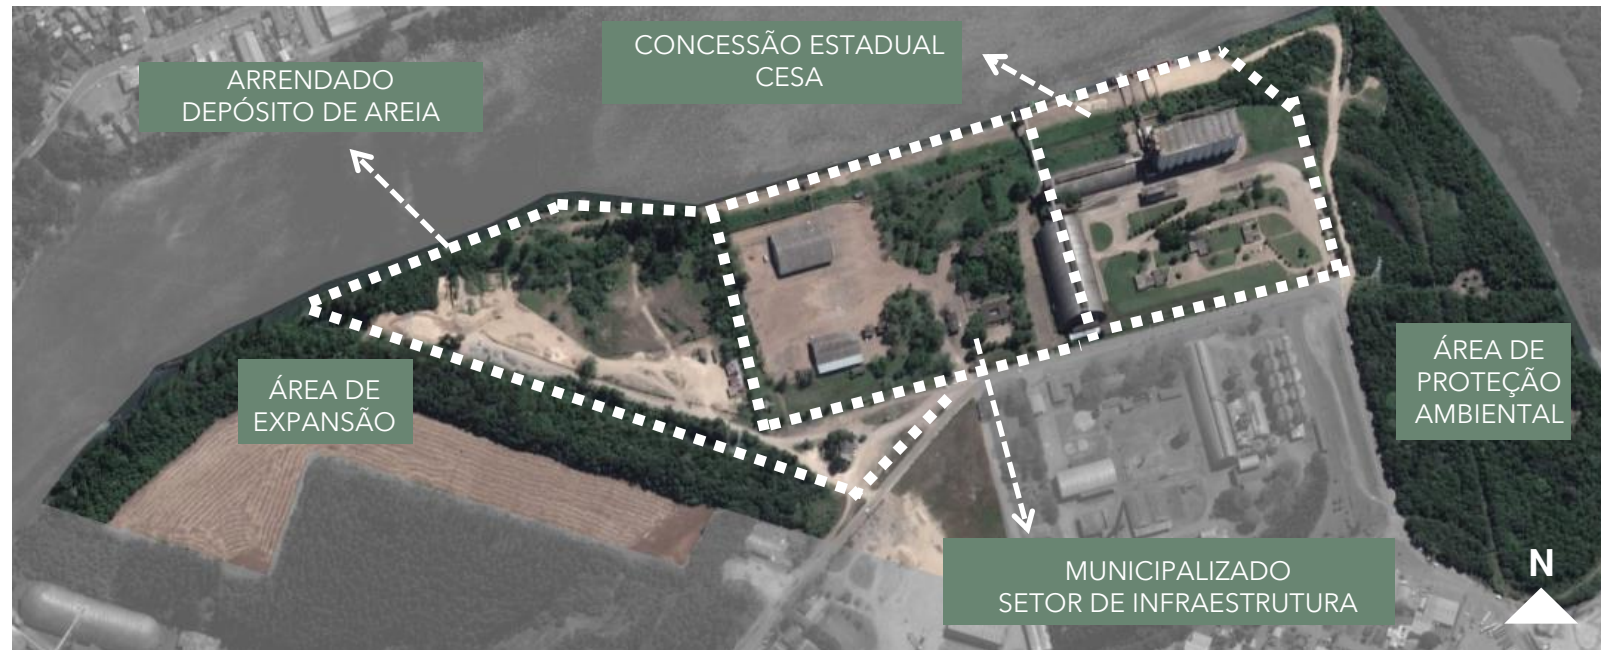 CONCESSÃO ESTADUAL
CESA
ARRENDADO
DEPÓSITO DE AREIA
ÁREA DE
EXPANSÃO
ÁREA DE
PROTEÇÃO
AMBIENTAL
MUNICIPALIZADO
SETOR DE INFRAESTRUTURA
N